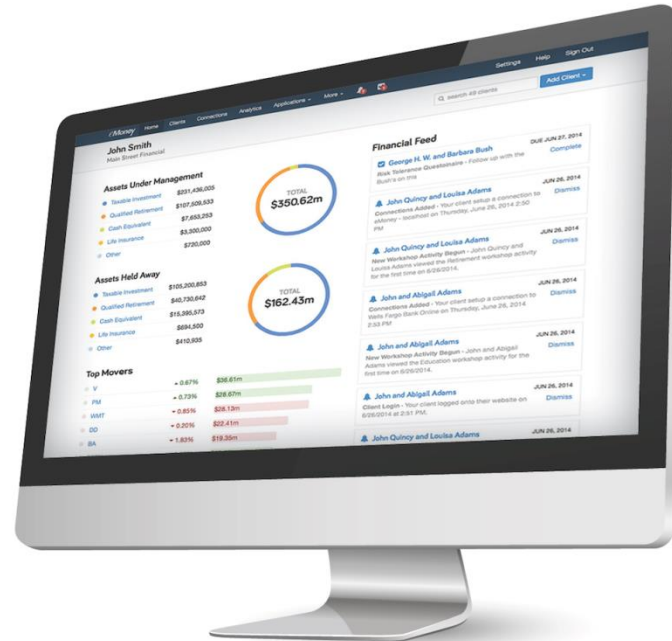 eMoney Home Clients Connections Analytics Applications More Settings Help Sign Out
John Smith
Main Street Financial
search 49 clients
Add Client
Assets Under Management
Taxable Investment $231,436,005
Qualified Retirement $107,509,533
Cash Equivalent $7,653,253
Life Insurance $3,300,000
Other $720,000
TOTAL
$350.62m
Assets Held Away
Taxable Investment $105,200,853
Qualified Retirement $40,730,642
Cash Equivalent $15,395,573
Life Insurance $694,500
Other $410,935
TOTAL
$162.43m
Top Movers
V 0.67% $38.61m
PM 0.73% $28.67m
WMT 0.85% $28.13m
DD 0.20% $22.41m
BA 1.83% $19.35m
Financial Feed
George H. W. and Barbara Bush DUE JUN 27, 2014
Risk Tolerance Questionaire - Follow up with the Complete
Bush's on this
John Quincy and Louisa Adams JUN 26, 2014
Connections Added - Your client setup a connection to Dismiss
eMoney - localhost on Thursday, June 26, 2014 2:50
PM
John Quincy and Louisa Adams JUN 26, 2014
New Workshop Activity Begun - John Quincy and Dismiss
Louisa Adams viewed the Retirement workshop activity
for the first time on 6/26/2014.
John and Abigail Adams JUN 26, 2014
Connections Added - Your client setup a connection to Dismiss
Wells Fargo Bank Online on Thursday, June 26, 2014
2:53 PM
John and Abigail Adams JUN 26, 2014
New Workshop Activity Begun - John and Abigail Dismiss
Adams viewed the Education workshop activity for the
first time on 6/26/2014.
John and Abigail Adams JUN 26, 2014
Client Login - Your client logged onto their website on Dismiss
6/26/2014 at 2:51 PM.
John Quincy and Louisa Adams JUN 26, 2014